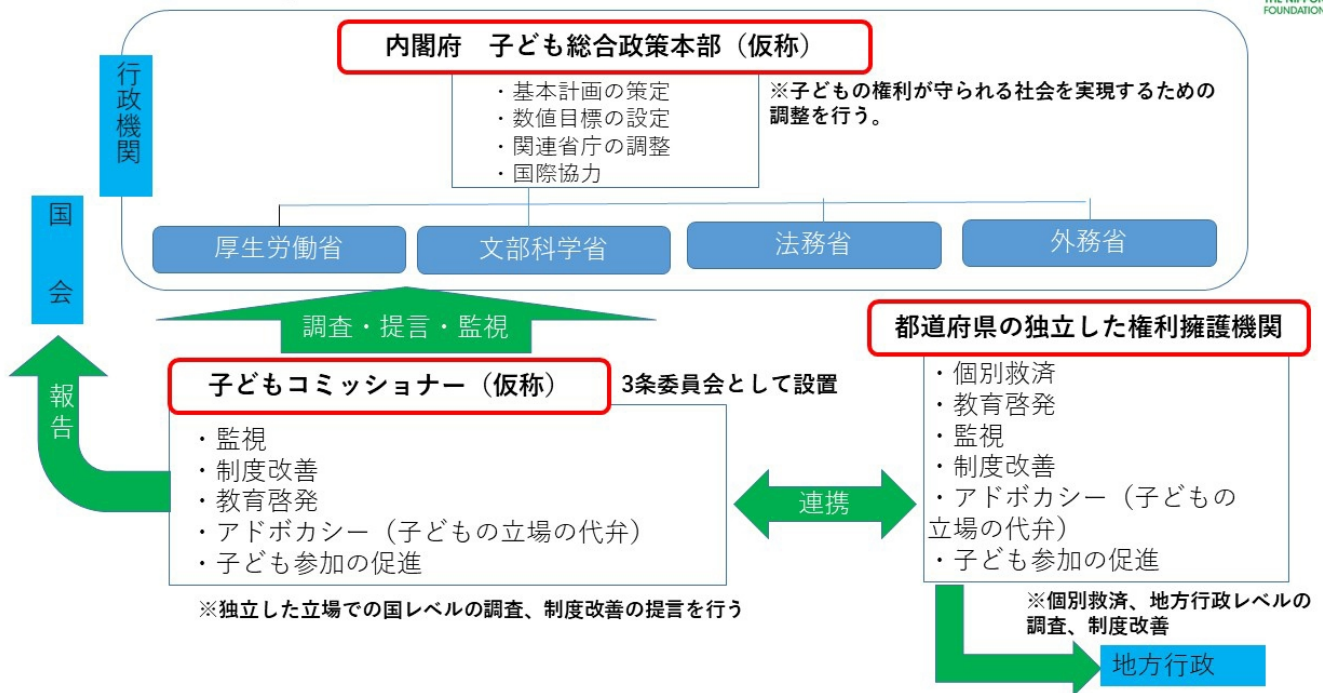 THE NIPPON
FOUNDATION
内閣府　子ども総合政策本部（仮称）
行政機関
・基本計画の策定
・数値目標の設定
・関連省庁の調整
・国際協力
※子どもの権利が守られる社会を実現するための
調整を行う。
国会
厚生労働省
文部科学省
法務省
外務省
調査・提言・監視
報告
子どもコミッショナー（仮称）
3条委員会として設置
・監視
・制度改善
・教育啓発
・アドボカシー（子どもの立場の代弁）
・子ども参加の促進
※独立した立場での国レベルの調査、制度改善の提言を行う
連携
都道府県の独立した権利擁護機関
・個別救済
・教育啓発
・監視
・制度改善
・アドボカシー（子どもの
立場の代弁）
・子ども参加の促進
※個別救済、地方行政レベルの
調査、制度改善
地方行政